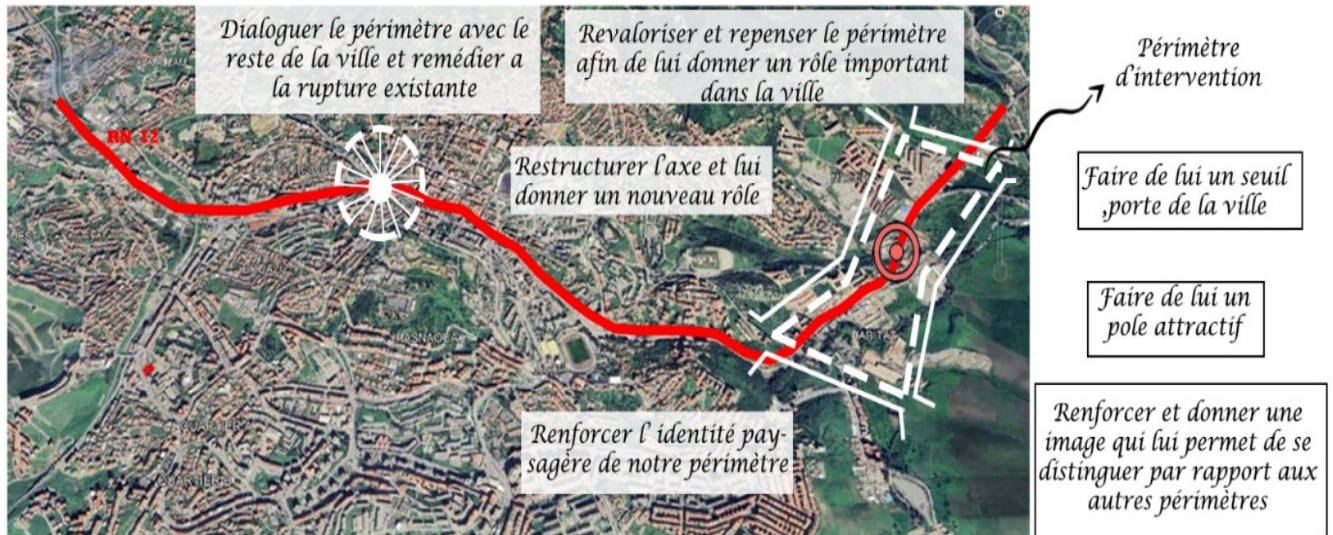 Dialoguer le périmètre avec le
reste de la ville et remédier a
la rupture existante
Revaloriser et repenser le périmètre
afin de lui donner un rôle important
dans la ville
Périmètre
d'intervention
RN 12
Restructurer l'axe et lui
donner un nouveau rôle
Faire de lui un seuil
,porte de la ville
Faire de lui un
pole attractif
HASNAOUA
Renforcer l' identité pay-
sagère de notre périmètre
Renforcer et donner une
image qui lui permet de se
distinguer par rapport aux
autres périmètres
QUARTIER A